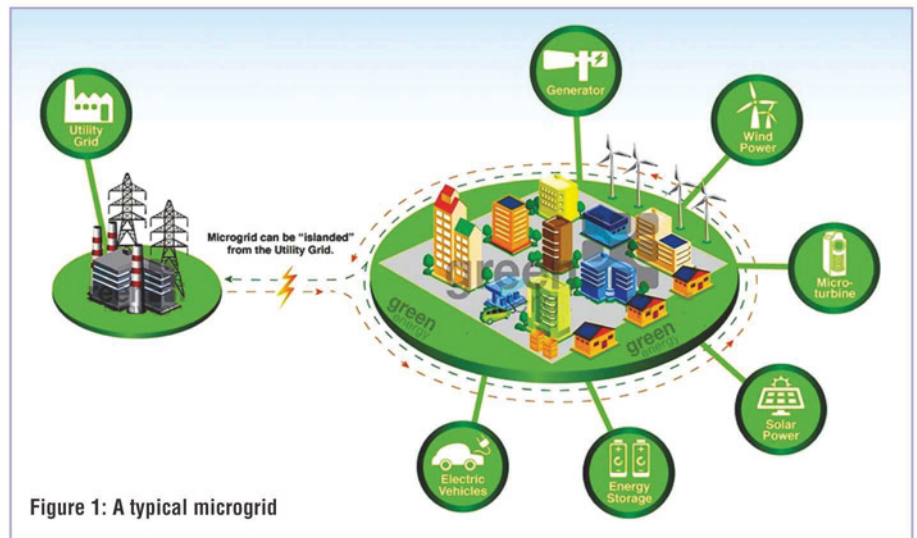 Utility
Grid
Generator
Wind
Power
Microgrid can be "islanded"
from the Utility Grid.
green
green
energy
green
energy
Micro-
turbine
Solar
Power
Electric
Vehicles
Energy
Storage
Figure 1: A typical microgrid